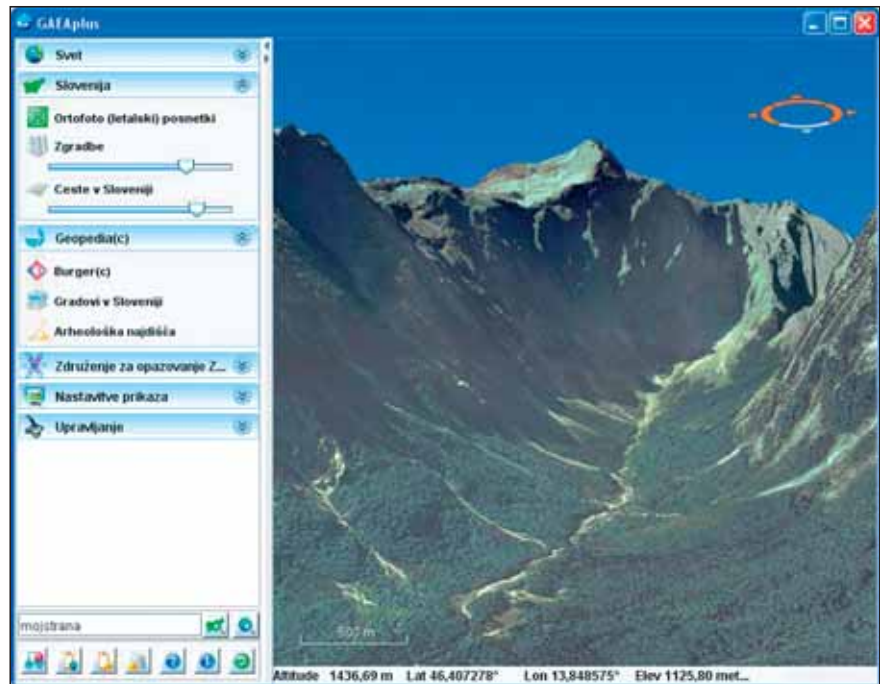 GAEAplus
Svet
Slovenija
Ortofoto (letalski) posnetki
Zgradbe
Ceste v Sloveniji
Geopedia(c)
Burger(c)
Gradovi v Sloveniji
Arheološka najdišča
Združenje za opazovanje Z...
Nastavitve prikaza
Upravljanje
mojstrana
500 m
Altitude 1436,69 m Lat 46,407278° Lon 13,848575° Elev 1125,80 met...